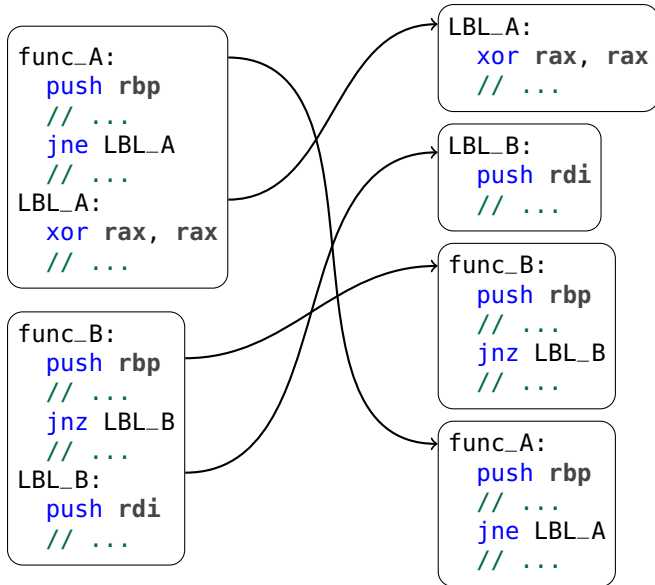 func_A:
push rbp
// ...
jne LBL_A
// ...
LBL_A:
xor rax, rax
// ...
func_B:
push rbp
// ...
jnz LBL_B
// ...
LBL_B:
push rdi
// ...
LBL_A:
xor rax, rax
// ...
LBL_B:
push rdi
// ...
func_B:
push rbp
// ...
jnz LBL_B
// ...
func_A:
push rbp
// ...
jne LBL_A
// ...